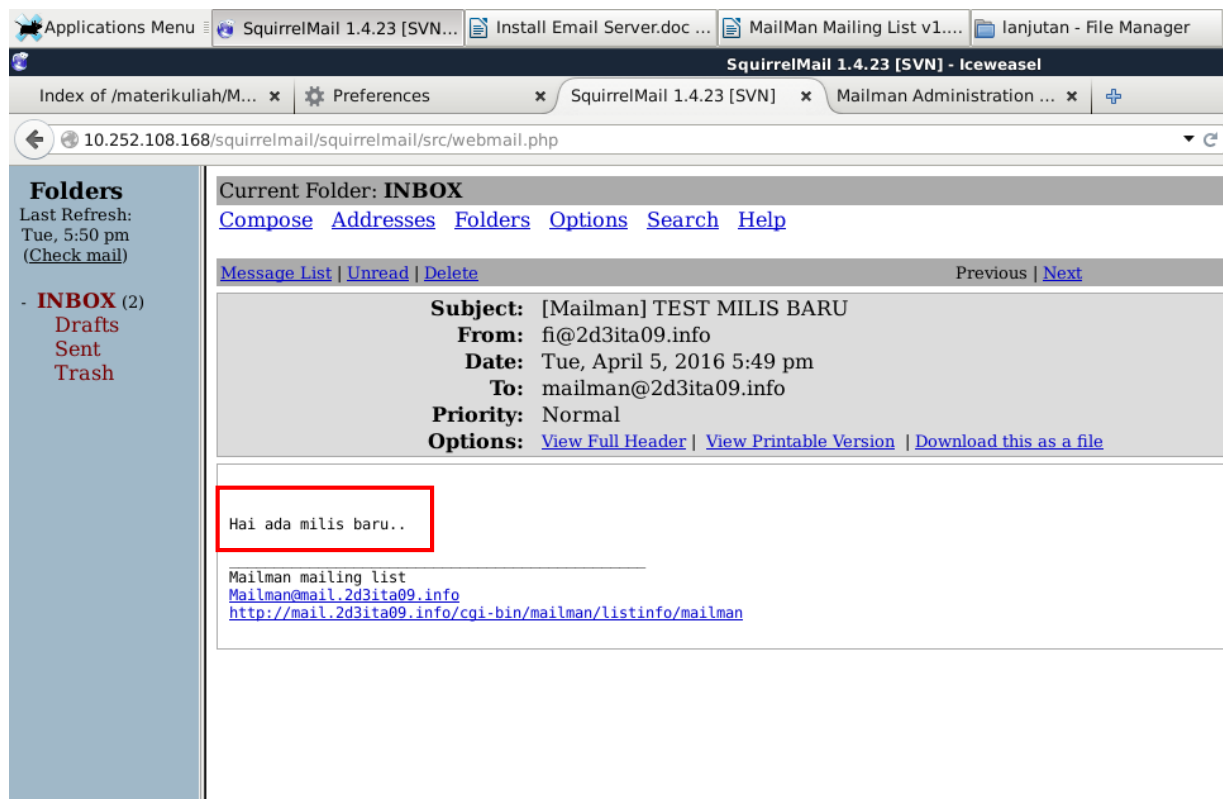 Applications Menu SquirrelMail 1.4.23 [SVN... Install Email Server.doc ... MailMan Mailing List v1.... lanjutan - File Manager
SquirrelMail 1.4.23 [SVN] - Iceweasel
Index of /materikuliah/M... Preferences SquirrelMail 1.4.23 [SVN] Mailman Administration ...
10.252.108.168/squirrelmail/squirrelmail/src/webmail.php
Folders
Last Refresh:
Tue, 5:50 pm
(Check mail)
- INBOX (2)
Drafts
Sent
Trash
Current Folder: INBOX
Compose Addresses Folders Options Search Help
Message List | Unread | Delete Previous | Next
Subject: [Mailman] TEST MILIS BARU
From: fi@2d3ita09.info
Date: Tue, April 5, 2016 5:49 pm
To: mailman@2d3ita09.info
Priority: Normal
Options: View Full Header | View Printable Version | Download this as a file
Hai ada milis baru..
_______________________________________________
Mailman mailing list
Mailman@mail.2d3ita09.info
http://mail.2d3ita09.info/cgi-bin/mailman/listinfo/mailman